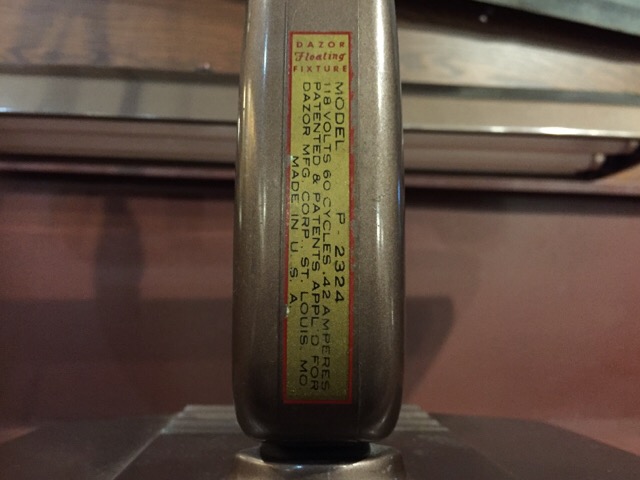 DAZOR
Floating
FIXTURE
MODEL P-2324
118 VOLTS 60 CYCLES .42 AMPERES
PATENTED & PATENTS APPL'D FOR
DAZOR MFG. CORP., ST. LOUIS, MO.
MADE IN U. S. A.